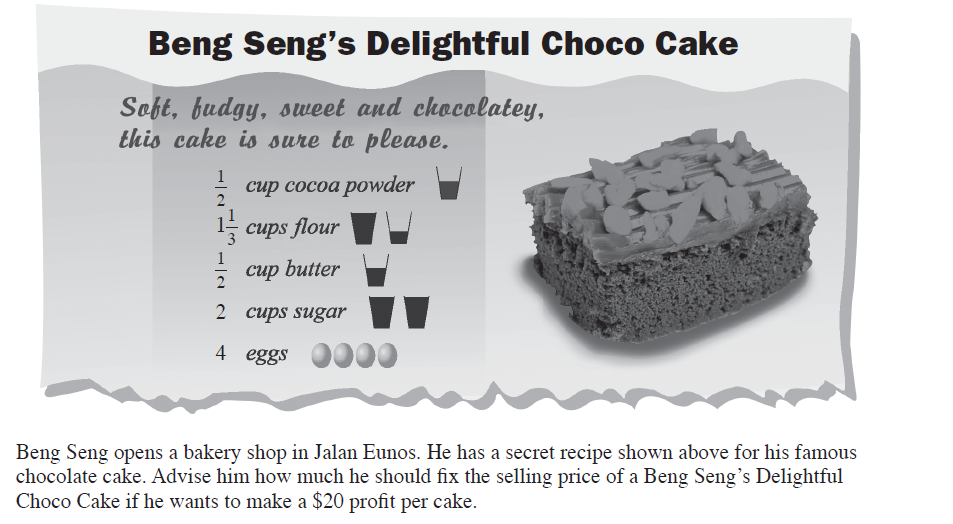 Beng Seng’s Delightful Choco Cake
Soft, fudgy, sweet and chocolatey,
this cake is sure to please.
1/2 cup cocoa powder
1 1/3 cups flour
1/2 cup butter
2 cups sugar
4 eggs
Beng Seng opens a bakery shop in Jalan Eunos. He has a secret recipe shown above for his famous
chocolate cake. Advise him how much he should fix the selling price of a Beng Seng’s Delightful
Choco Cake if he wants to make a $20 profit per cake.